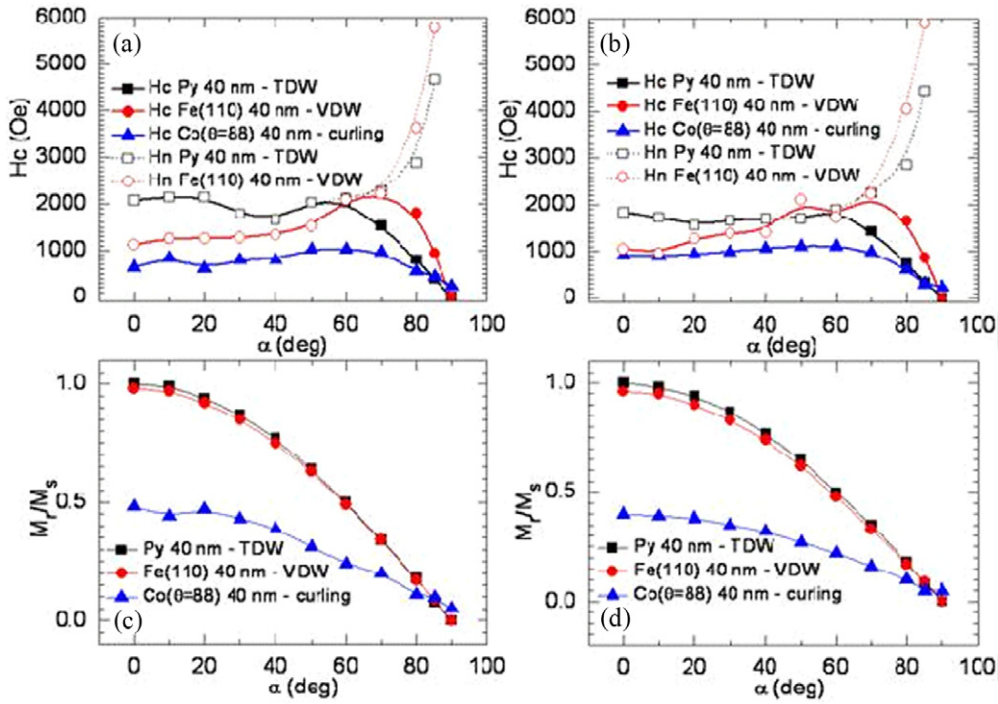 (a)
Hc (Oe)
6000
5000
4000
3000
2000
1000
0
Hc Py 40 nm - TDW
Hc Fe(110) 40 nm - VDW
Hc Co(θ=88) 40 nm - curling
Hn Py 40 nm - TDW
Hn Fe(110) 40 nm - VDW
0 20 40 60 80 100
α (deg)
(b)
Hc (Oe)
6000
5000
4000
3000
2000
1000
0
Hc Py 40 nm - TDW
Hc Fe(110) 40 nm - VDW
Hc Co(θ=88) 40 nm - curling
Hn Py 40 nm - TDW
Hn Fe(110) 40 nm - VDW
0 20 40 60 80 100
α (deg)
Mr/Ms
1.0
0.5
0.0
Py 40 nm - TDW
Fe(110) 40 nm - VDW
Co(θ=88) 40 nm - curling
(c)
0 20 40 60 80 100
α (deg)
Mr/Ms
1.0
0.5
0.0
Py 40 nm - TDW
Fe(110) 40 nm - VDW
Co(θ=88) 40 nm - curling
(d)
0 20 40 60 80 100
α (deg)